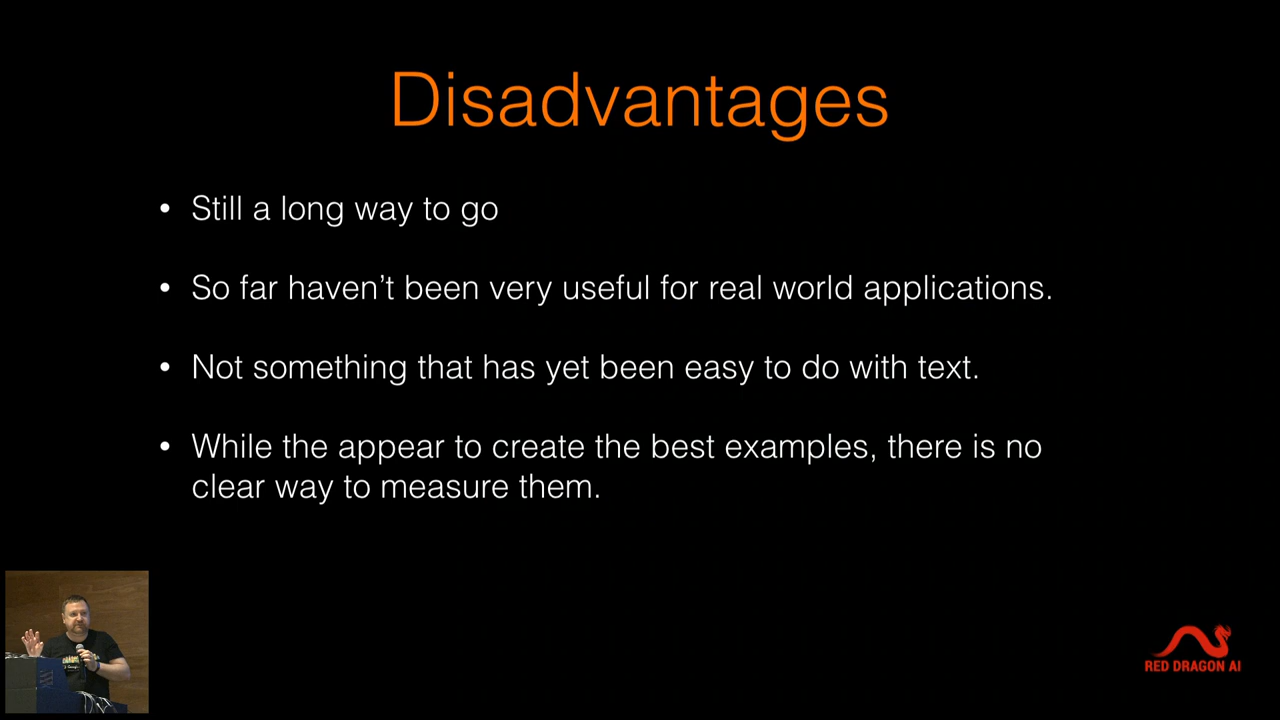 Disadvantages
• Still a long way to go
• So far haven't been very useful for real world applications.
• Not something that has yet been easy to do with text.
• While the appear to create the best examples, there is no
clear way to measure them.
RED DRAGON AI